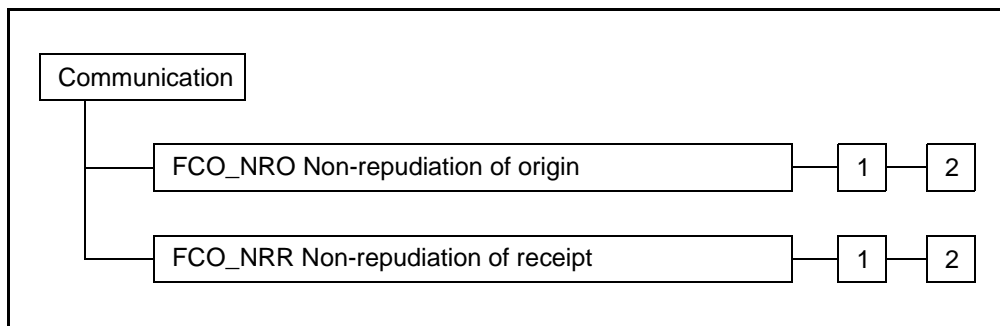 Communication
FCO_NRO Non-repudiation of origin 1 2
FCO_NRR Non-repudiation of receipt 1 2